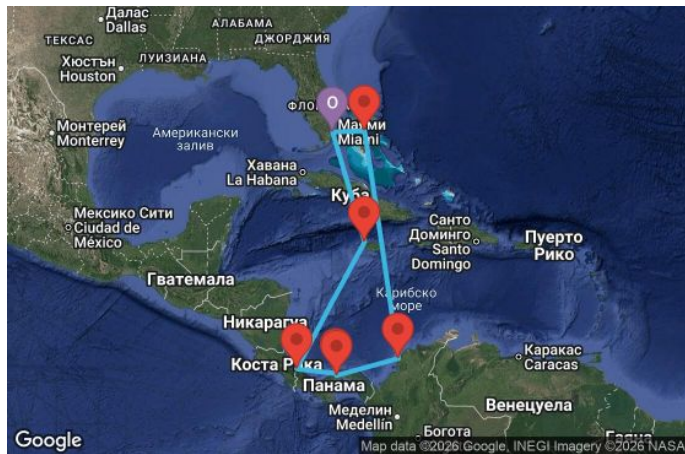 Далас
Dallas
АЛАБАМА
ТЕКСАС
ДЖОРДЖИЯ
Хюстън
Houston
ЛУИЗИАНА
O
Монтерей
Monterrey
Американски
залив
Маями
Miami
Хавана
La Habana
Куба
Мексико Сити
Ciudad de
México
Санто
Доминго
Santo
Domingo
Пуерто
Рико
Гватемала
Карибско
море
Никарагуа
Коста Рика
Панама
Каракас
Caracas
Меделин
Medellín
Венецуела
Богота
Google
Map data ©2026 Google, INEGI Imagery ©2026 NASA